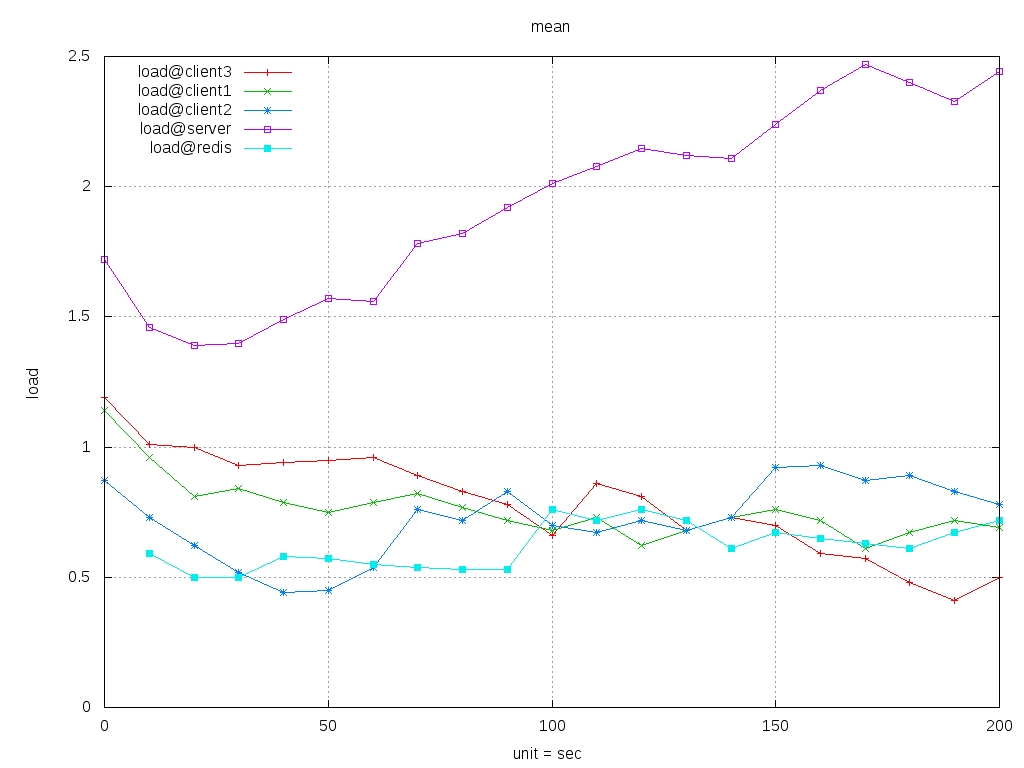 mean
load
2.5
2
1.5
1
0.5
0
load@client3
load@client1
load@client2
load@server
load@redis
0 50 100 150 200
unit = sec